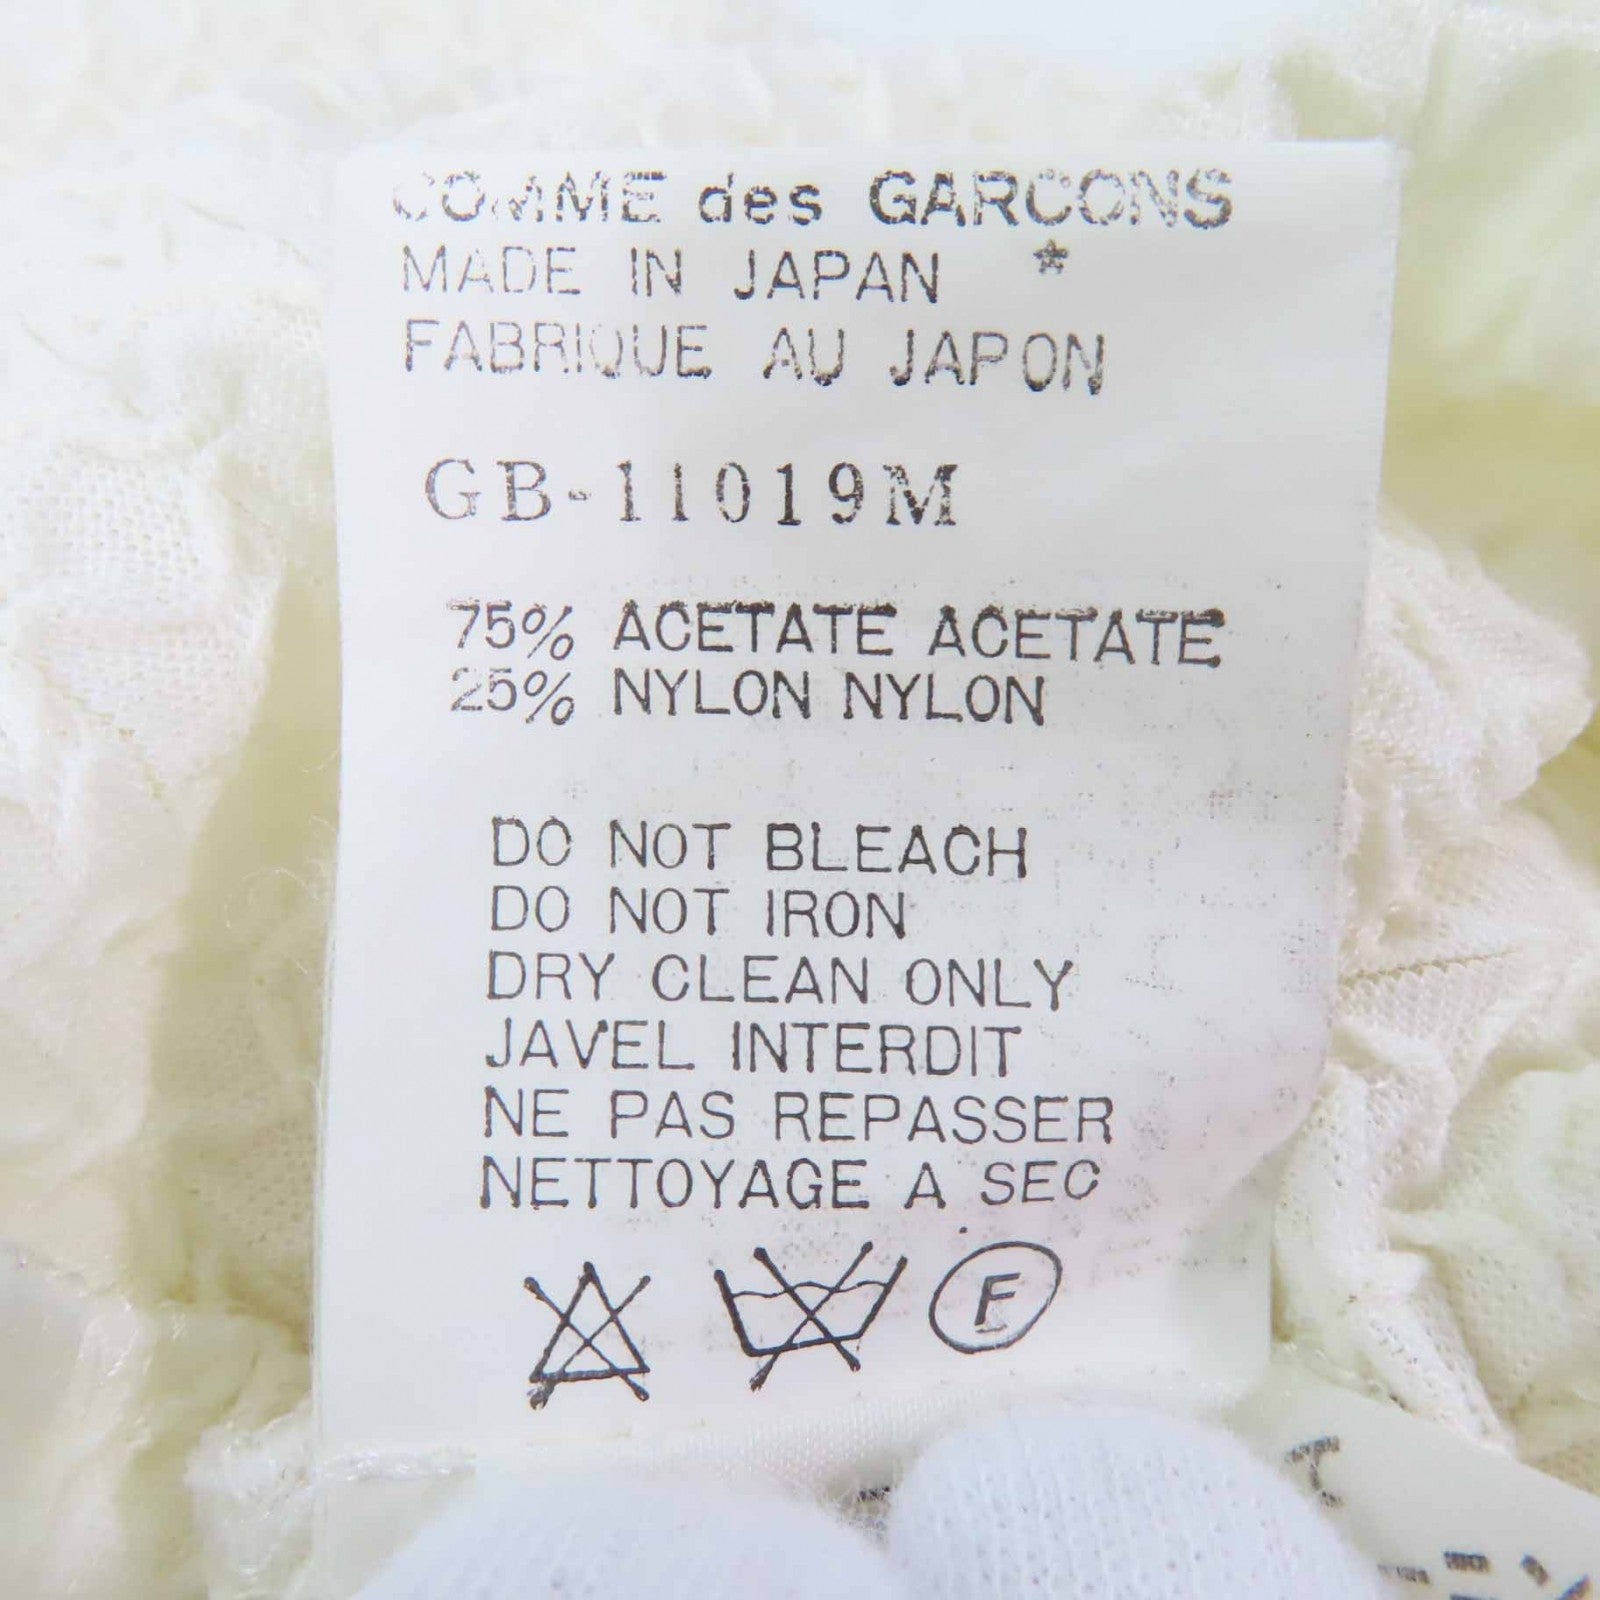 COMME des GARCONS
MADE IN JAPAN *
FABRIQUE AU JAPON
GB-11019M
75% ACETATE ACETATE
25% NYLON NYLON
DO NOT BLEACH
DO NOT IRON
DRY CLEAN ONLY
JAVEL INTERDIT
NE PAS REPASSER
NETTOYAGE A SEC
F